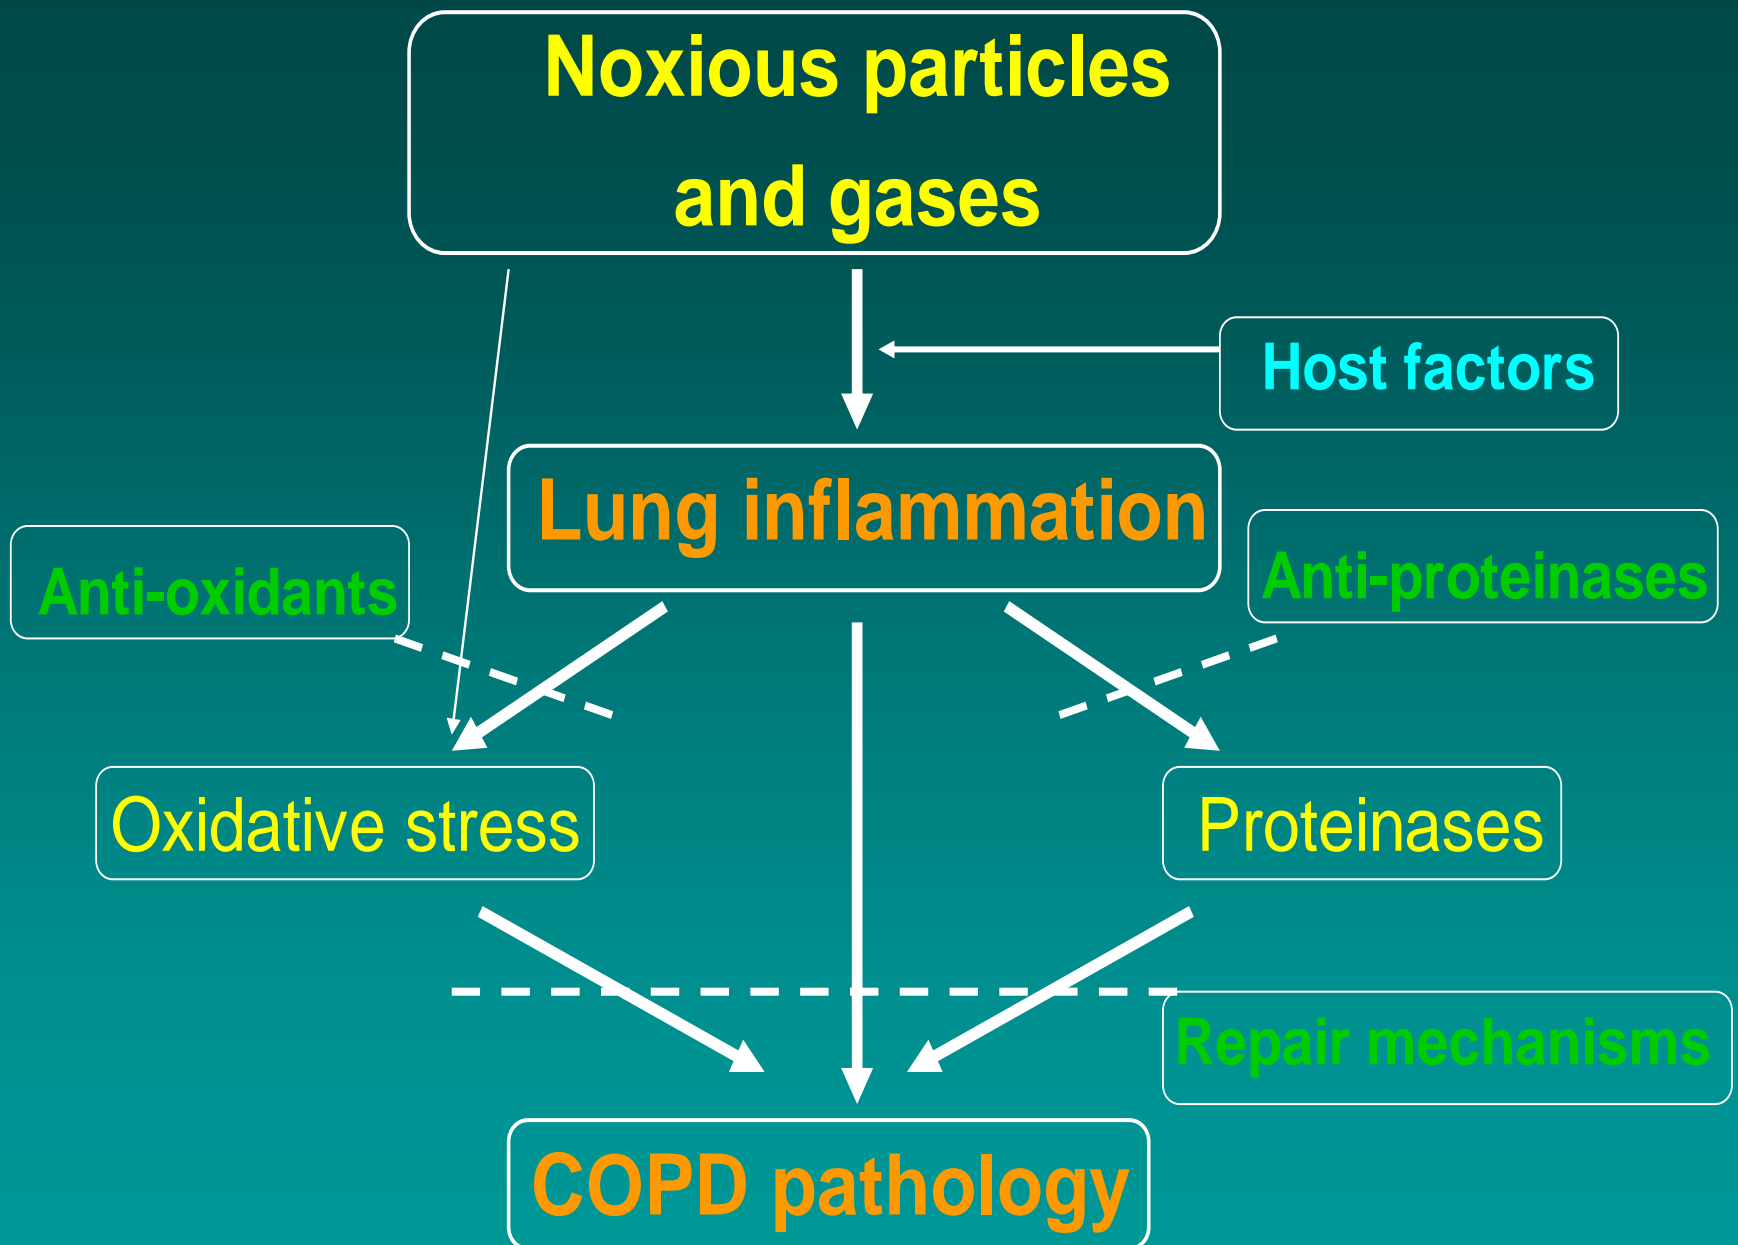 Noxious particles
and gases
Host factors
Lung inflammation
Anti-oxidants
Anti-proteinases
Oxidative stress
Proteinases
Repair mechanisms
COPD pathology